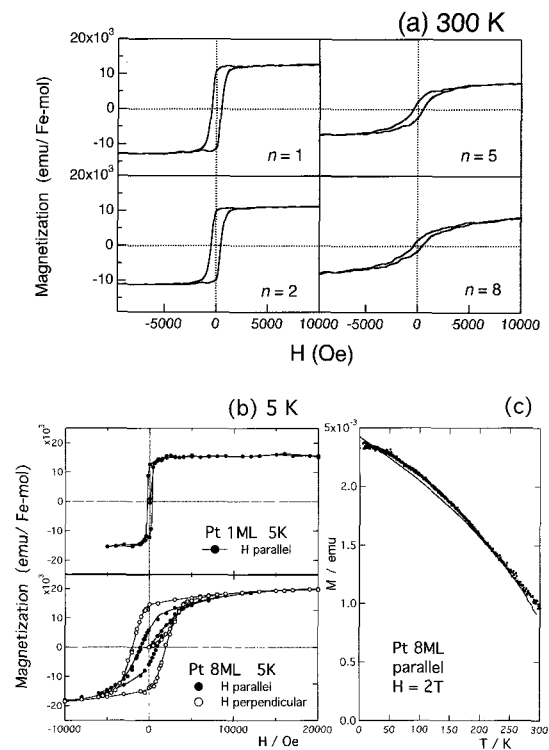 (a) 300 K
Magnetization (emu/ Fe-mol)
20x10³
10
0
-10
n = 1
n = 5
20x10³
10
0
-10
n = 2
n = 8
-5000 0 5000 10000 -5000 0 5000 10000
H (Oe)
(b) 5 K
Magnetization (emu/ Fe-mol)
x10³
20
10
0
-10
-20
Pt 1ML 5K
H parallel
x10³
20
10
0
-10
-20
Pt 8ML 5K
H parallel
H perpendicular
-10000 0 10000 20000
H / Oe
(c)
5x10⁻³
2.0
1.5
1.0
0.5
0.0
M / emu
Pt 8ML
parallel
H = 2T
0 50 100 150 200 250 300
T / K